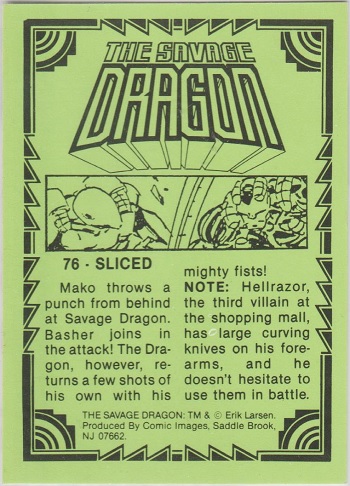 THE SAVAGE
DRAGON
76 - SLICED
Mako throws a
punch from behind
at Savage Dragon.
Basher joins in
the attack! The Dra-
gon, however, re-
turns a few shots of
his own with his
mighty fists!
NOTE: Hellrazor,
the third villain at
the shopping mall,
has large curving
knives on his fore-
arms, and he
doesn't hesitate to
use them in battle.
THE SAVAGE DRAGON: TM & © Erik Larsen.
Produced By Comic Images, Saddle Brook,
NJ 07662.